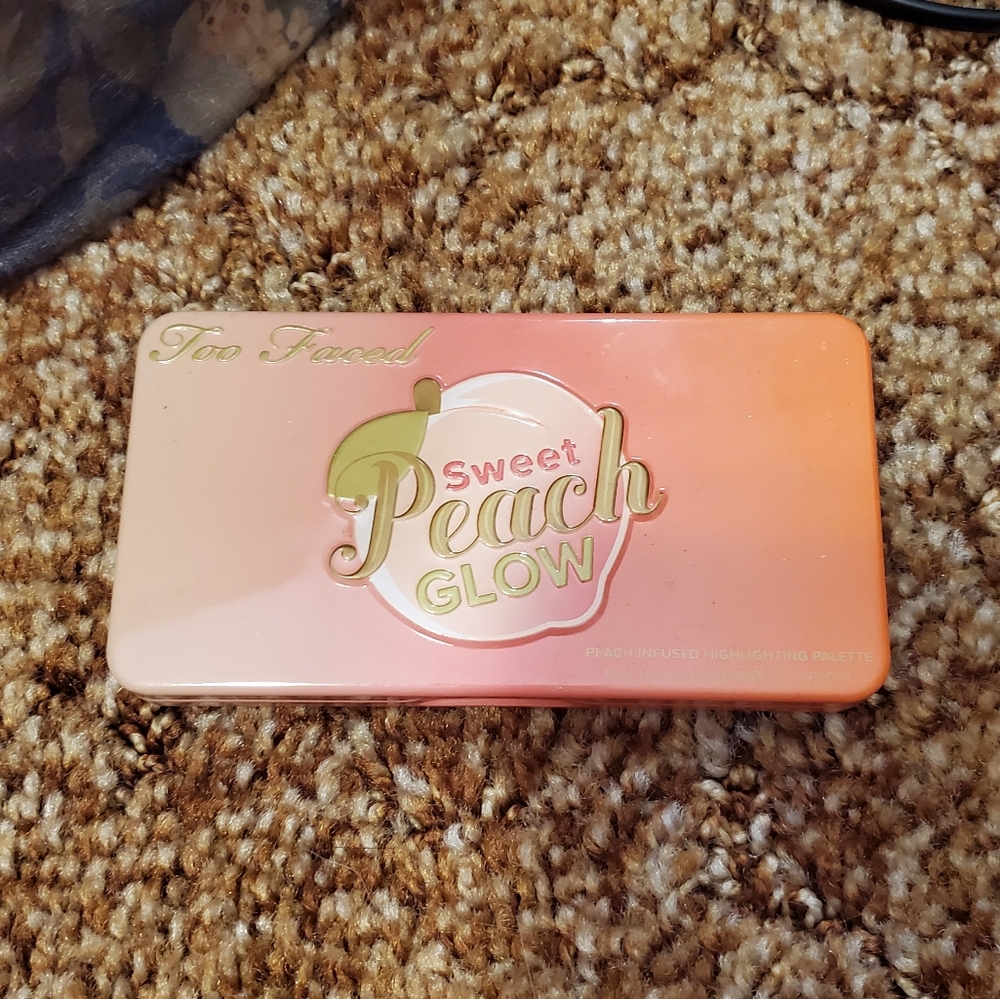 Too Faced
Sweet
Peach
GLOW
PEACH INFUSED HIGHLIGHTING PALETTE